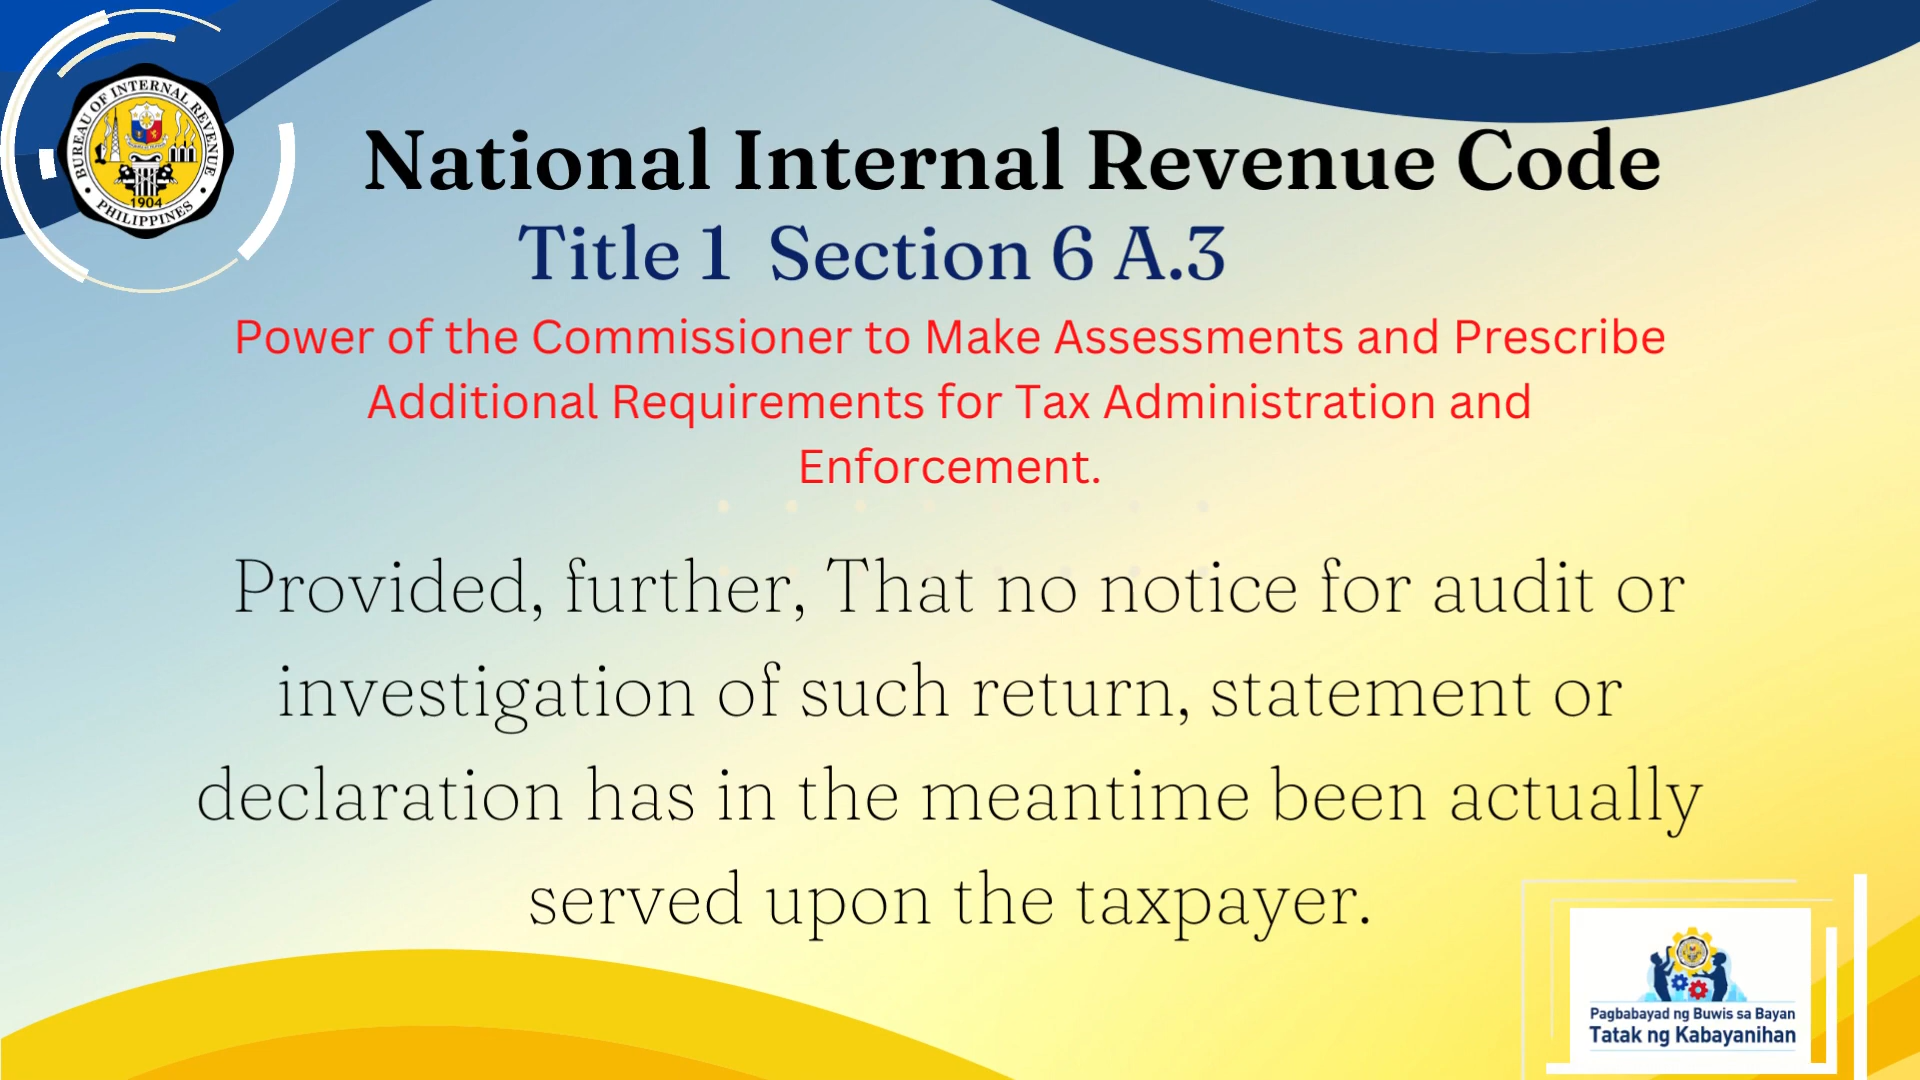 BUREAU OF INTERNAL REVENUE
1904
PHILIPPINES
National Internal Revenue Code
Title 1 Section 6 A.3
Power of the Commissioner to Make Assessments and Prescribe
Additional Requirements for Tax Administration and
Enforcement.
Provided, further, That no notice for audit or
investigation of such return, statement or
declaration has in the meantime been actually
served upon the taxpayer.
Pagbabayad ng Buwis sa Bayan
Tatak ng Kabayanihan